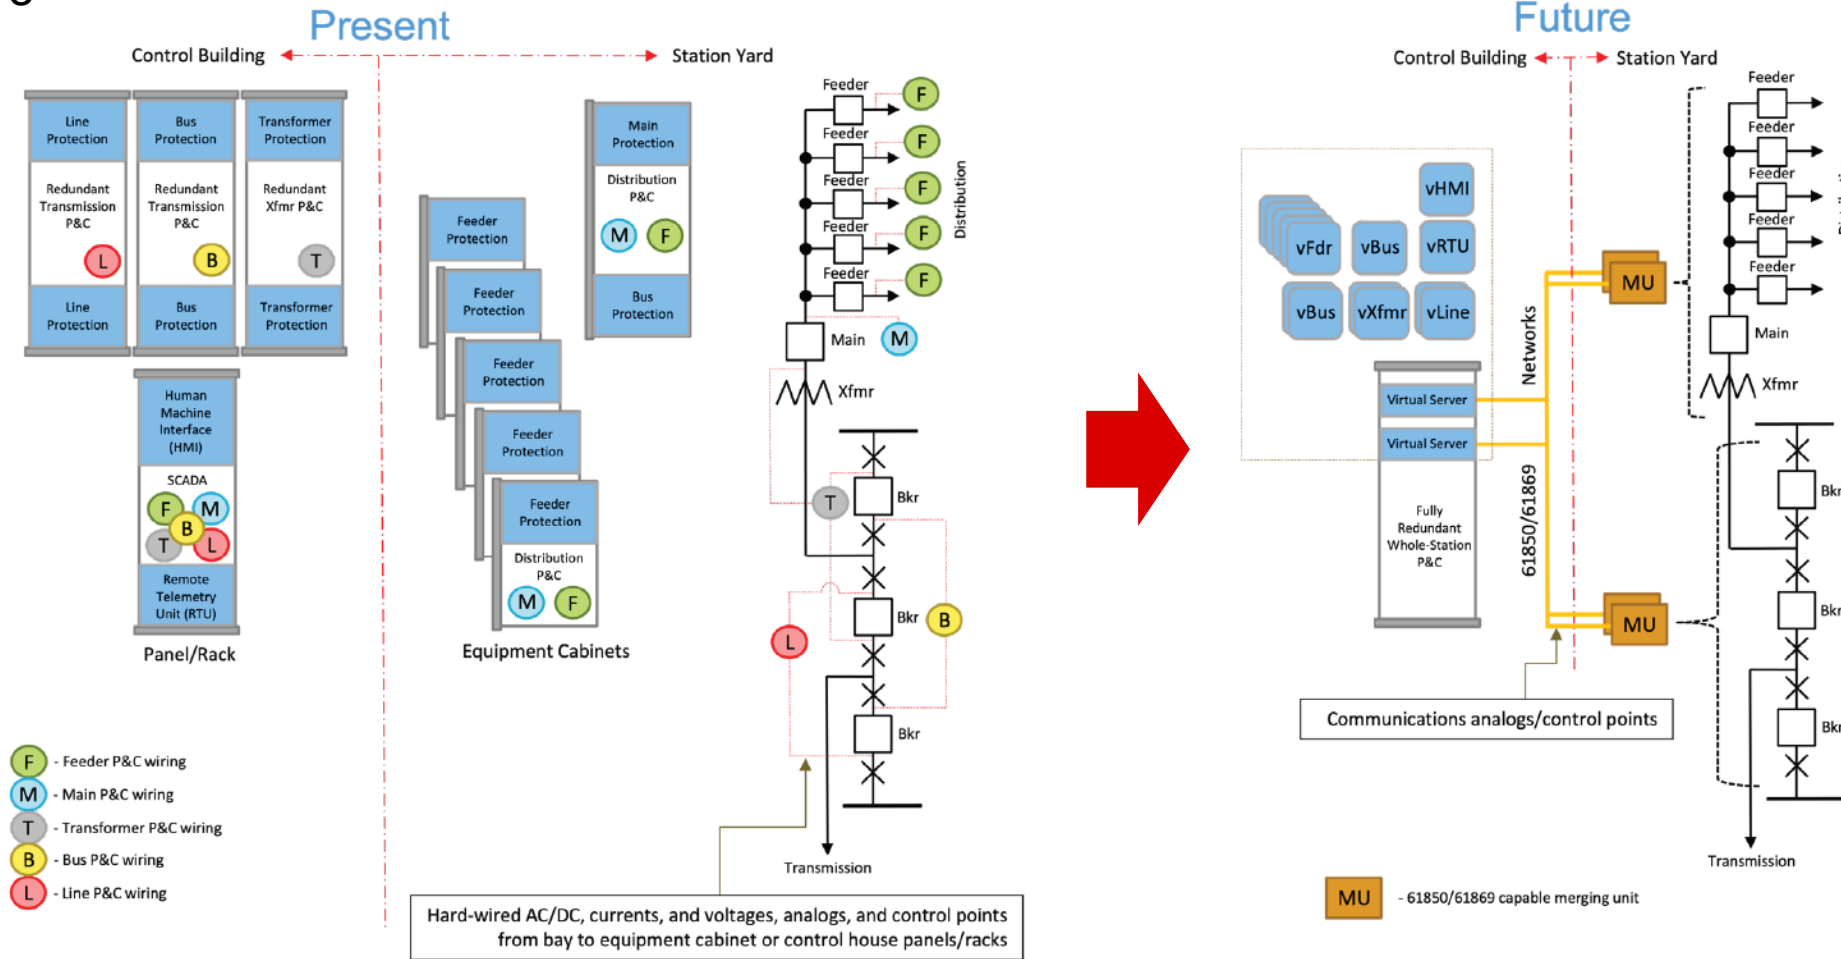 Present
Control Building
Station Yard
Line
Protection
Redundant
Transmission
P&C
L
Line
Protection
Bus
Protection
Redundant
Transmission
P&C
B
Bus
Protection
Transformer
Protection
Redundant
Xfmr P&C
T
Transformer
Protection
Human
Machine
Interface
(HMI)
SCADA
F
M
B
T
L
Remote
Telemetry
Unit (RTU)
Panel/Rack
Feeder
Protection
Feeder
Protection
Feeder
Protection
Feeder
Protection
Feeder
Protection
Distribution
P&C
M
F
Equipment Cabinets
Main
Protection
Distribution
P&C
M
F
Bus
Protection
Feeder
F
Feeder
F
Feeder
F
Feeder
F
Feeder
F
Distribution
Main
M
Xfmr
T
Bkr
L
Bkr
B
Bkr
Transmission
F - Feeder P&C wiring
M - Main P&C wiring
T - Transformer P&C wiring
B - Bus P&C wiring
L - Line P&C wiring
Hard-wired AC/DC, currents, and voltages, analogs, and control points
from bay to equipment cabinet or control house panels/racks
Future
Control Building
Station Yard
vHMI
vFdr
vBus
vRTU
vBus
vXfmr
vLine
Virtual Server
Virtual Server
Fully
Redundant
Whole-Station
P&C
Networks
61850/61869
MU
MU
Communications analogs/control points
Feeder
Feeder
Feeder
Feeder
Feeder
Main
Xfmr
Bkr
Bkr
Bkr
Transmission
MU - 61850/61869 capable merging unit